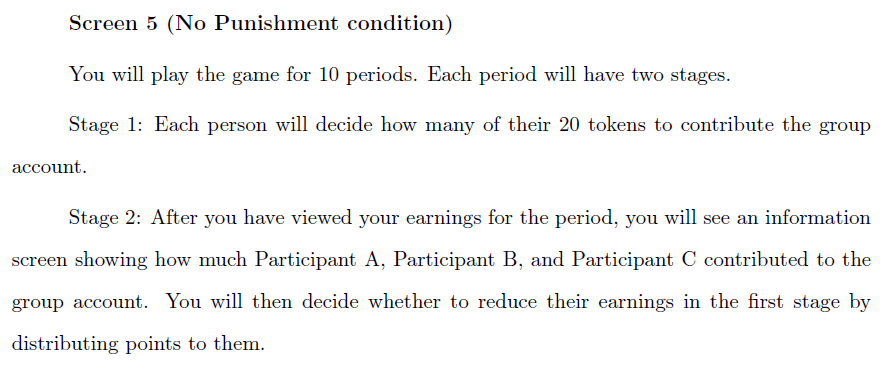 Screen 5 (No Punishment condition)
You will play the game for 10 periods. Each period will have two stages.
Stage 1: Each person will decide how many of their 20 tokens to contribute the group
account.
Stage 2: After you have viewed your earnings for the period, you will see an information
screen showing how much Participant A, Participant B, and Participant C contributed to the
group account. You will then decide whether to reduce their earnings in the first stage by
distributing points to them.